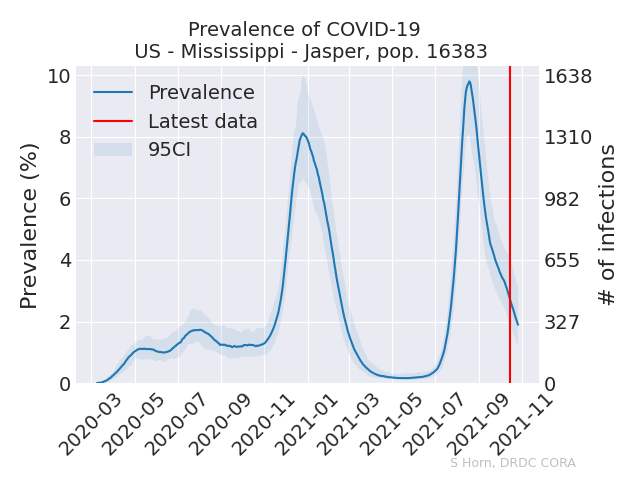 Prevalence of COVID-19
US - Mississippi - Jasper, pop. 16383
Prevalence (%)
10
8
6
4
2
0
Prevalence
Latest data
95CI
1638
1310
982
655
327
0
# of infections
2020-03
2020-05
2020-07
2020-09
2020-11
2021-01
2021-03
2021-05
2021-07
2021-09
2021-11
S Horn, DRDC CORA